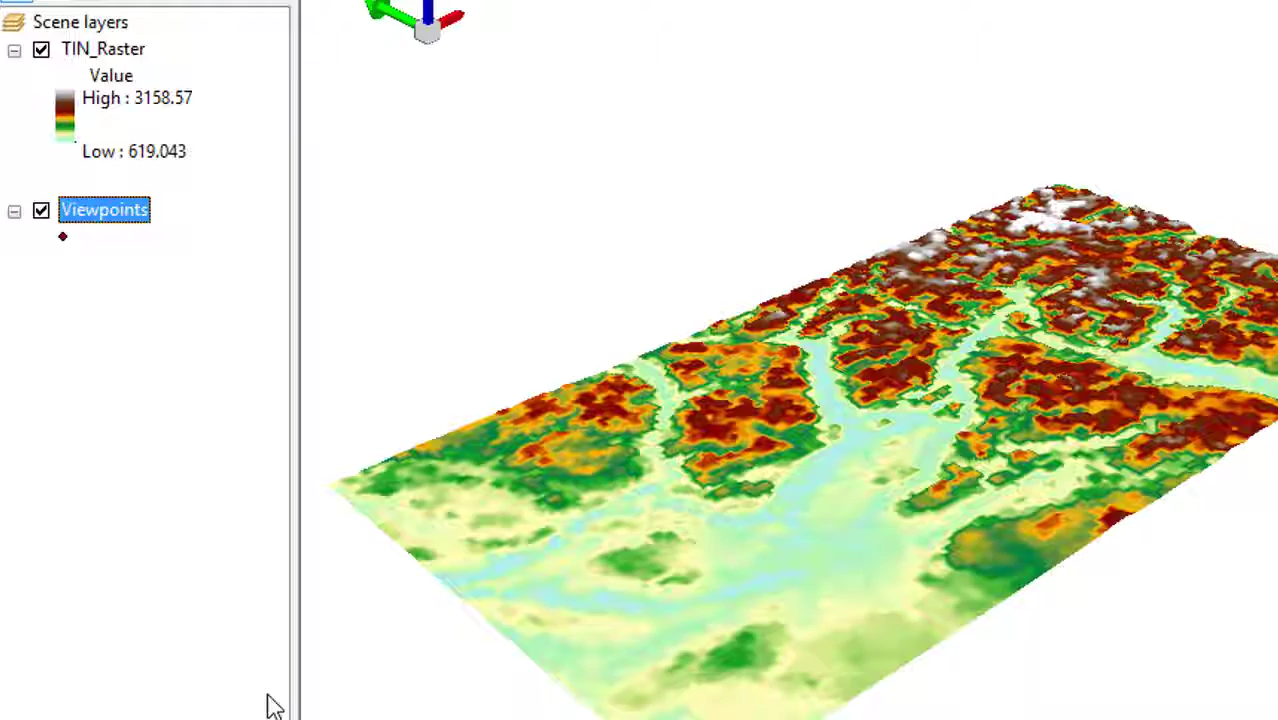 Scene layers
TIN_Raster
Value
High : 3158.57
Low : 619.043
Viewpoints